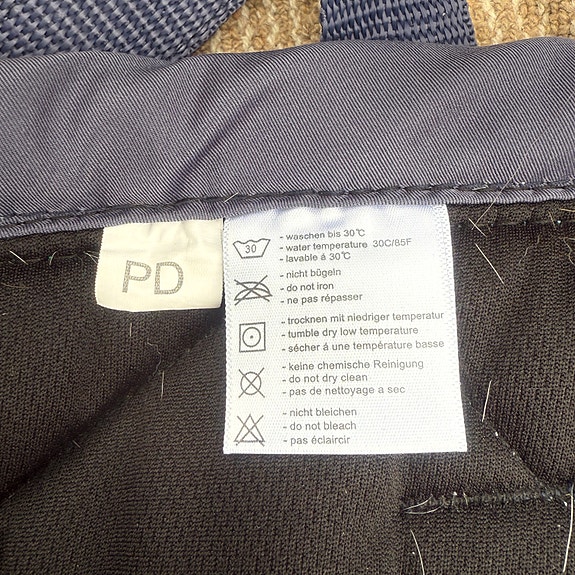 PD
- waschen bis 30°C
30
- water temperature 30C/85F
- lavable á 30°C
- nicht bügeln
- do not iron
- ne pas répasser
- trocknen mit niedriger temperatur
- tumble dry low temperature
- sécher á une température basse
- keine chemische Reinigung
- do not dry clean
- pas de nettoyage a sec
- nicht bleichen
- do not bleach
- pas éclaircir